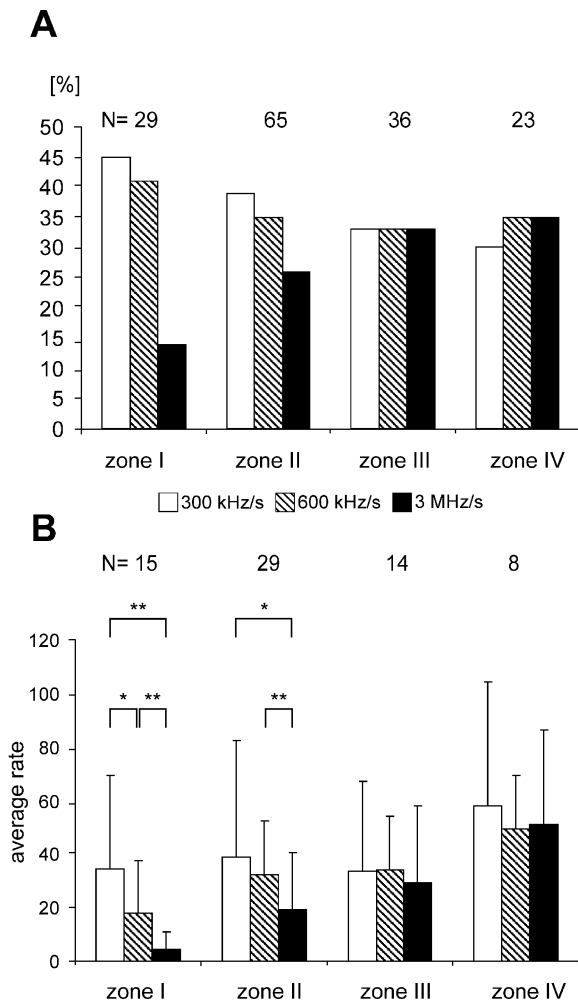 A
[%]
N= 29 65 36 23
50
45
40
35
30
25
20
15
10
5
0
zone I zone II zone III zone IV
300 kHz/s 600 kHz/s 3 MHz/s
B
N= 15 29 14 8
** *
* ** **
120
100
80
60
40
20
0
average rate
zone I zone II zone III zone IV